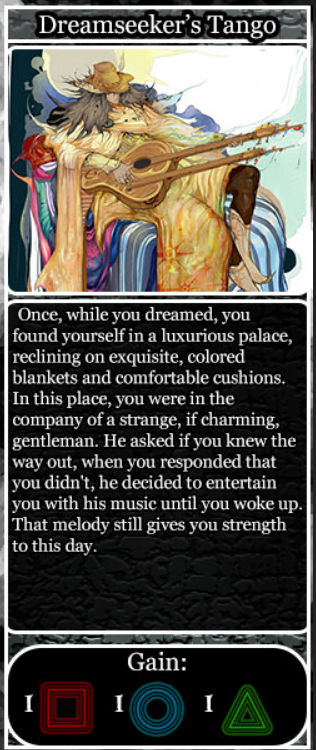 Dreamseeker's Tango
Once, while you dreamed, you
found yourself in a luxurious palace,
reclining on exquisite, colored
blankets and comfortable cushions.
In this place, you were in the
company of a strange, if charming,
gentleman. He asked if you knew the
way out, when you responded that
you didn't, he decided to entertain
you with his music until you woke up.
That melody still gives you strength
to this day.
Gain:
I I I